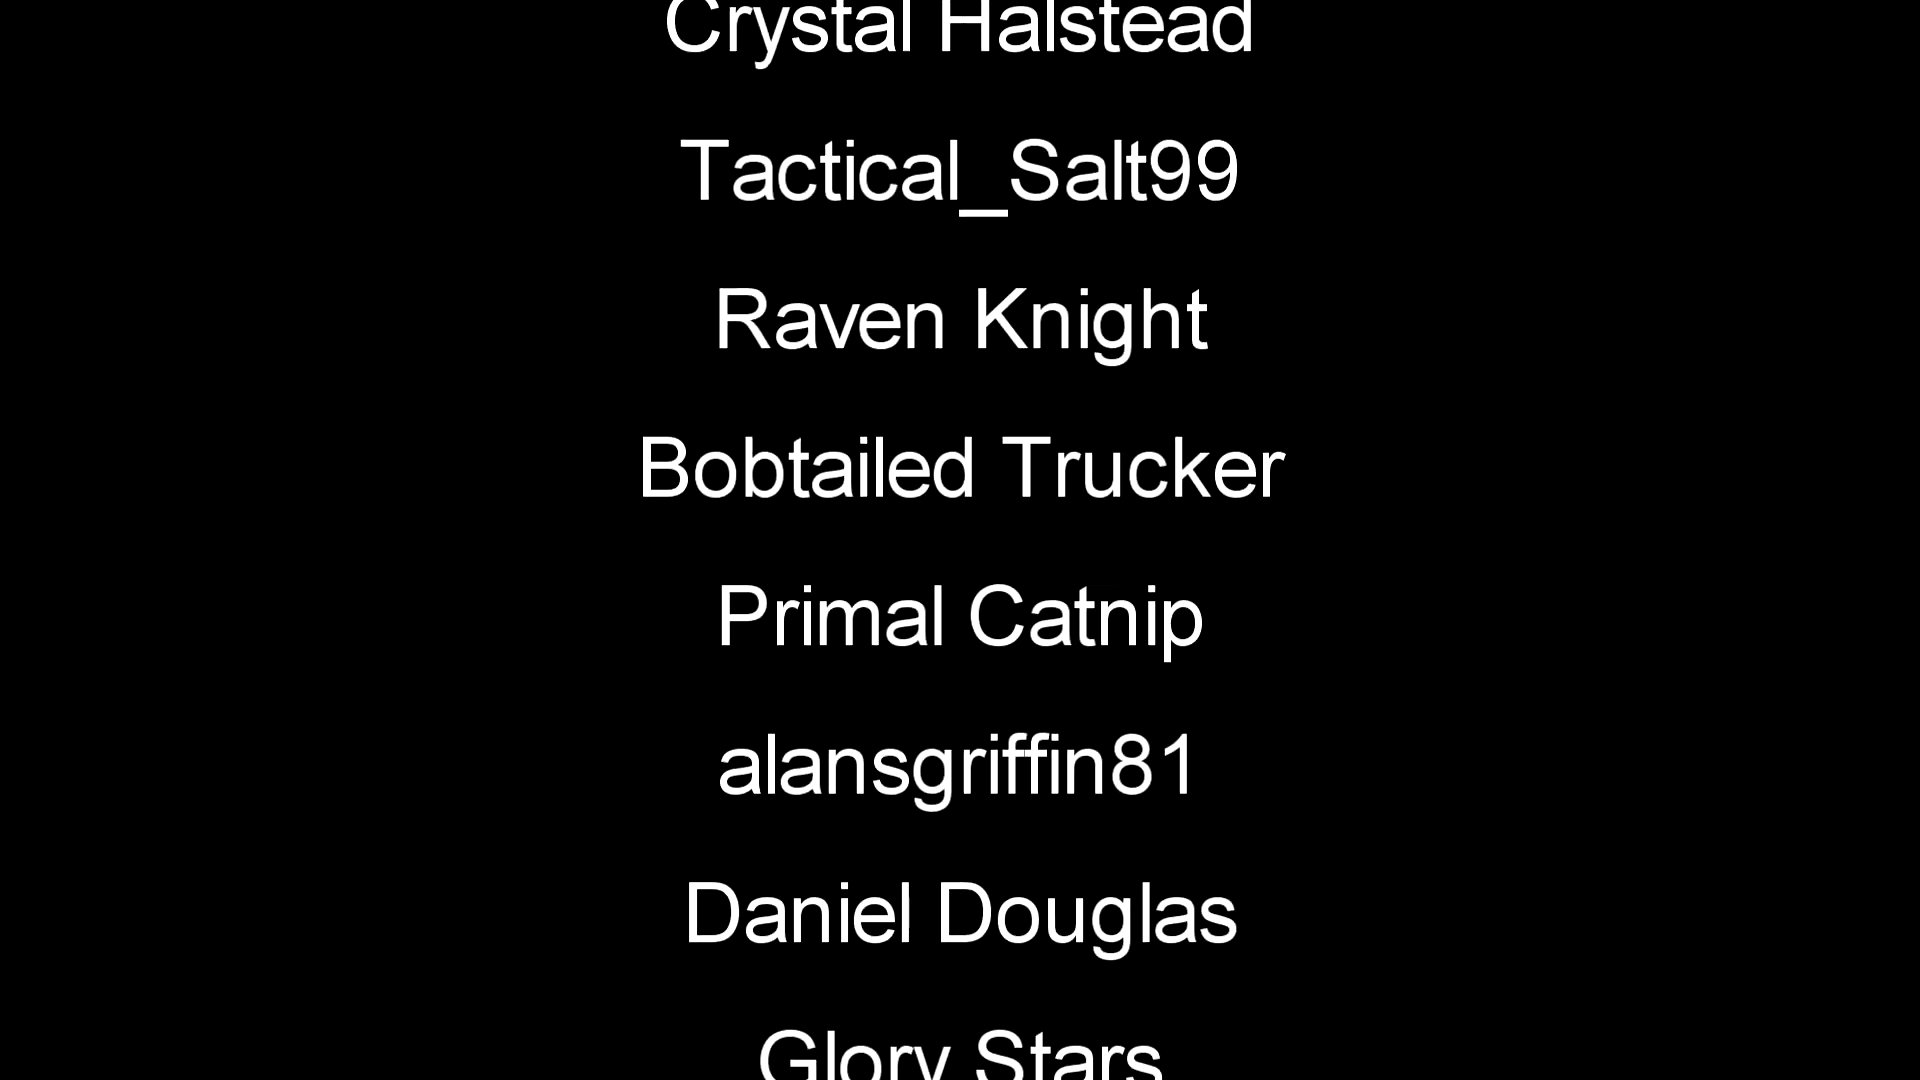 Crystal Halstead
Tactical_Salt99
Raven Knight
Bobtailed Trucker
Primal Catnip
alansgriffin81
Daniel Douglas
Glory Stars